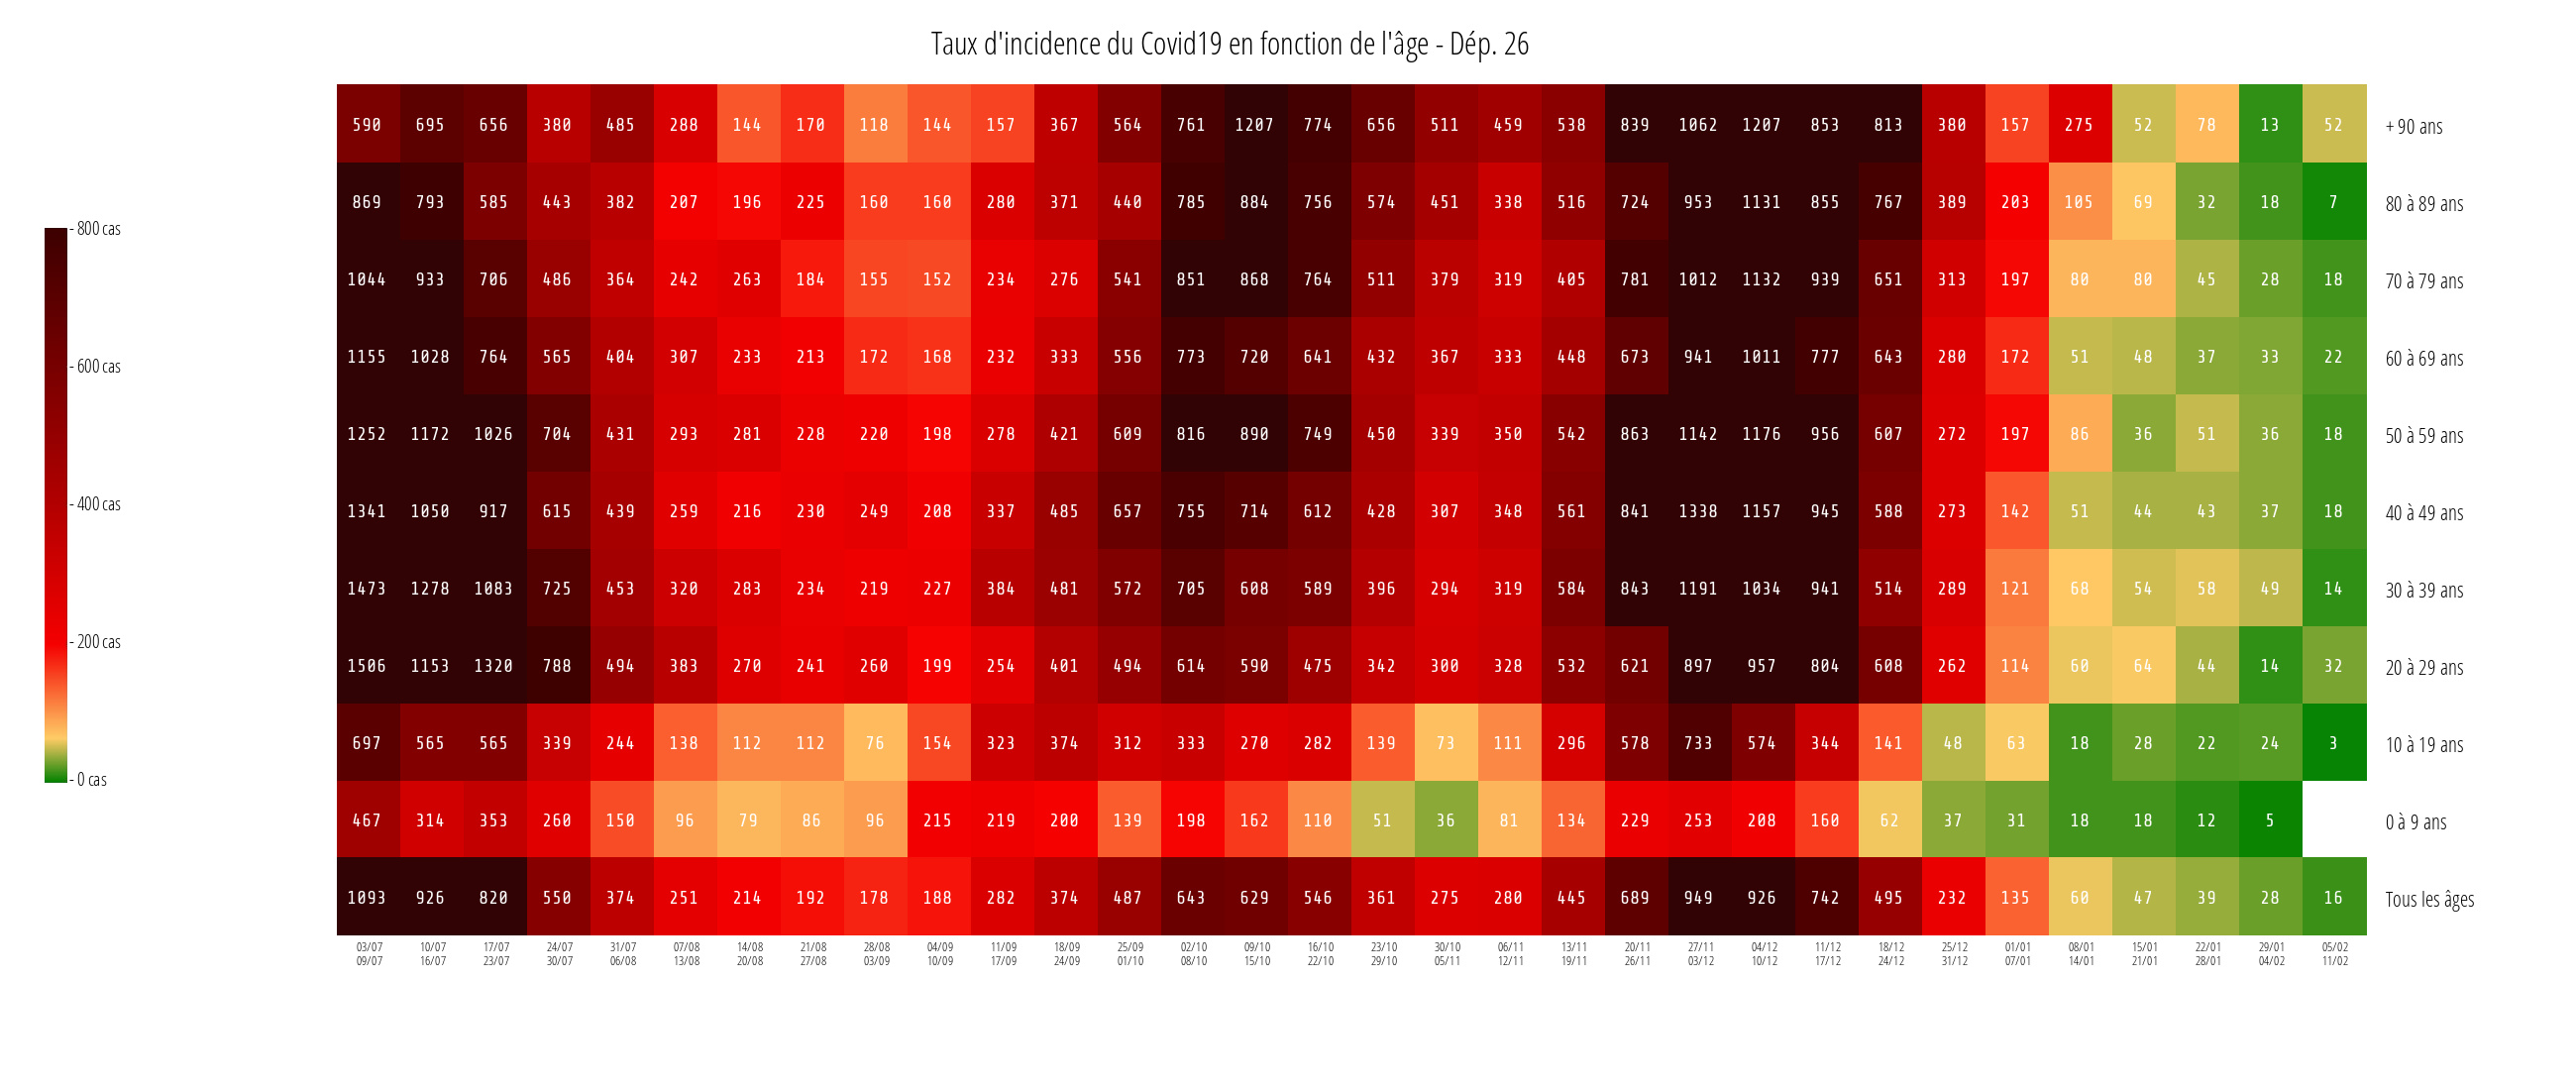 Taux d'incidence du Covid19 en fonction de l'âge - Dép. 26
- 800 cas
- 600 cas
- 400 cas
- 200 cas
- 0 cas
590 695 656 380 485 288 144 170 118 144 157 367 564 761 1207 774 656 511 459 538 839 1062 1207 853 813 380 157 275 52 78 13 52 + 90 ans
869 793 585 443 382 207 196 225 160 160 280 371 440 785 884 756 574 451 338 516 724 953 1131 855 767 389 203 105 69 32 18 7 80 à 89 ans
1044 933 706 486 364 242 263 184 155 152 234 276 541 851 868 764 511 379 319 405 781 1012 1132 939 651 313 197 80 80 45 28 18 70 à 79 ans
1155 1028 764 565 404 307 233 213 172 168 232 333 556 773 720 641 432 367 333 448 673 941 1011 777 643 280 172 51 48 37 33 22 60 à 69 ans
1252 1172 1026 704 431 293 281 228 220 198 278 421 609 816 890 749 450 339 350 542 863 1142 1176 956 607 272 197 86 36 51 36 18 50 à 59 ans
1341 1050 917 615 439 259 216 230 249 208 337 485 657 755 714 612 428 307 348 561 841 1338 1157 945 588 273 142 51 44 43 37 18 40 à 49 ans
1473 1278 1083 725 453 320 283 234 219 227 384 481 572 705 608 589 396 294 319 584 843 1191 1034 941 514 289 121 68 54 58 49 14 30 à 39 ans
1506 1153 1320 788 494 383 270 241 260 199 254 401 494 614 590 475 342 300 328 532 621 897 957 804 608 262 114 60 64 44 14 32 20 à 29 ans
697 565 565 339 244 138 112 112 76 154 323 374 312 333 270 282 139 73 111 296 578 733 574 344 141 48 63 18 28 22 24 3 10 à 19 ans
467 314 353 260 150 96 79 86 96 215 219 200 139 198 162 110 51 36 81 134 229 253 208 160 62 37 31 18 18 12 5 0 à 9 ans
1093 926 820 550 374 251 214 192 178 188 282 374 487 643 629 546 361 275 280 445 689 949 926 742 495 232 135 60 47 39 28 16 Tous les âges
03/07 10/07 17/07 24/07 31/07 07/08 14/08 21/08 28/08 04/09 11/09 18/09 25/09 02/10 09/10 16/10 23/10 30/10 06/11 13/11 20/11 27/11 04/12 11/12 18/12 25/12 01/01 08/01 15/01 22/01 29/01 05/02
09/07 16/07 23/07 30/07 06/08 13/08 20/08 27/08 03/09 10/09 17/09 24/09 01/10 08/10 15/10 22/10 29/10 05/11 12/11 19/11 26/11 03/12 10/12 17/12 24/12 31/12 07/01 14/01 21/01 28/01 04/02 11/02